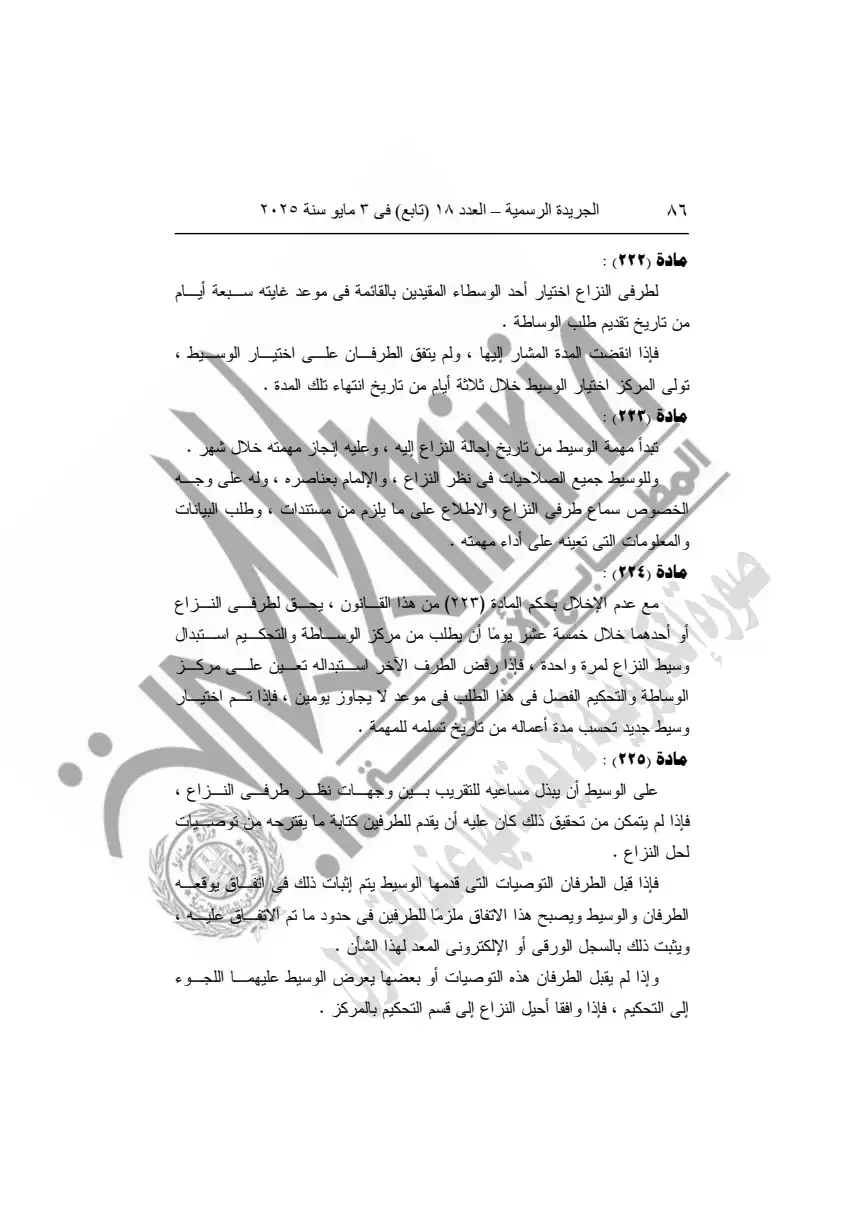 ٨٦ الجريدة الرسمية – العدد ١٨ (تابع) فى ٣ مايو سنة ٢٠٢٥
مادة (٢٢٢) :
لطرفى النزاع اختيار أحد الوسطاء المقيدين بالقائمة فى موعد غايته سبعة أيام
من تاريخ تقديم طلب الوساطة .
فإذا انقضت المدة المشار إليها ، ولم يتفق الطرفان على اختيار الوسيط ،
تولى المركز اختيار الوسيط خلال ثلاثة أيام من تاريخ انتهاء تلك المدة .
مادة (٢٢٣) :
تبدأ مهمة الوسيط من تاريخ إحالة النزاع إليه ، وعليه إنجاز مهمته خلال شهر .
وللوسيط جميع الصلاحيات فى نظر النزاع ، والإلمام بعناصره ، وله على وجه
الخصوص سماع طرفى النزاع والاطلاع على ما يلزم من مستندات ، وطلب البيانات
والمعلومات التى تعينه على أداء مهمته .
مادة (٢٢٤) :
مع عدم الإخلال بحكم المادة (٢٢٣) من هذا القانون ، يحق لطرفى النزاع
أو أحدهما خلال خمسة عشر يومًا أن يطلب من مركز الوساطة والتحكيم استبدال
وسيط النزاع لمرة واحدة ، فإذا رفض الطرف الآخر استبداله تعين على مركز
الوساطة والتحكيم الفصل فى هذا الطلب فى موعد لا يجاوز يومين ، فإذا تم اختيار
وسيط جديد تحسب مدة أعماله من تاريخ تسلمه للمهمة .
مادة (٢٢٥) :
على الوسيط أن يبذل مساعيه للتقريب بين وجهات نظر طرفى النزاع ،
فإذا لم يتمكن من تحقيق ذلك كان عليه أن يقدم للطرفين كتابة ما يقترحه من توصيات
لحل النزاع .
فإذا قبل الطرفان التوصيات التى قدمها الوسيط يتم إثبات ذلك فى اتفاق يوقعه
الطرفان والوسيط ويصبح هذا الاتفاق ملزمًا للطرفين فى حدود ما تم الاتفاق عليه ،
ويثبت ذلك بالسجل الورقى أو الإلكترونى المعد لهذا الشأن .
وإذا لم يقبل الطرفان هذه التوصيات أو بعضها يعرض الوسيط عليهما اللجوء
إلى التحكيم ، فإذا وافقا أحيل النزاع إلى قسم التحكيم بالمركز .
المطابع الأميرية
صورة إلكترونية لا يعتد بها عند التداول